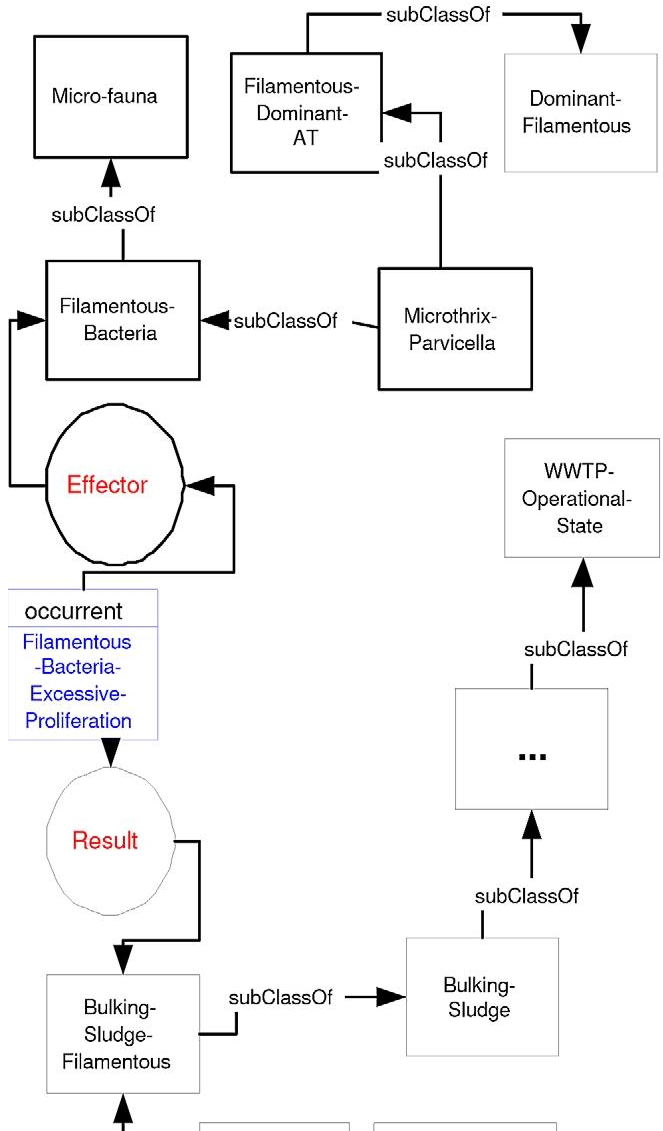 subClassOf
Micro-fauna
Filamentous-
Dominant-
AT
Dominant-
Filamentous
subClassOf
subClassOf
Filamentous-
Bacteria
subClassOf
Microthrix-
Parvicella
Effector
WWTP-
Operational-
State
occurrent
Filamentous
-Bacteria-
Excessive-
Proliferation
subClassOf
...
Result
subClassOf
Bulking-
Sludge-
Filamentous
subClassOf
Bulking-
Sludge